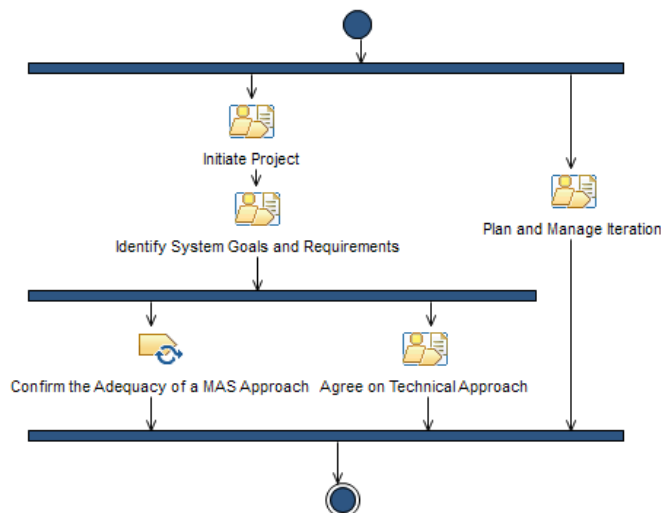 Initiate Project
Plan and Manage Iteration
Identify System Goals and Requirements
Confirm the Adequacy of a MAS Approach
Agree on Technical Approach